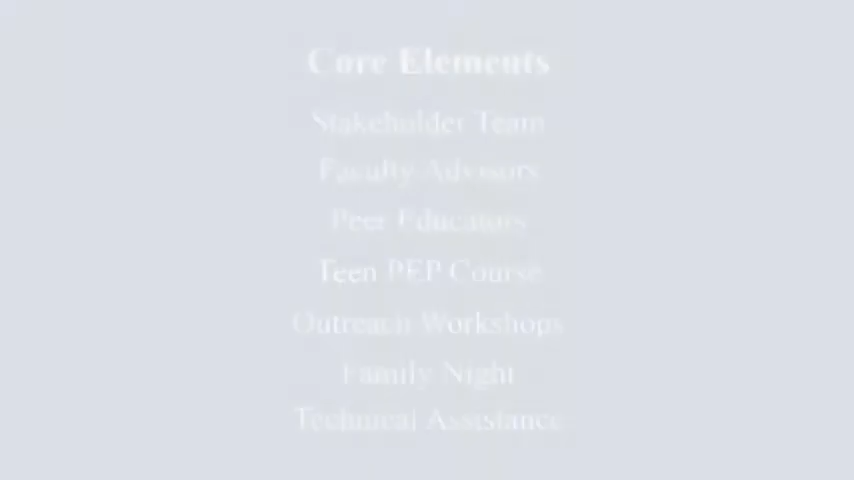 Core Elements
Stakeholder Team
Faculty Advisors
Peer Educators
Teen PEP Course
Outreach Workshops
Family Night
Technical Assistance